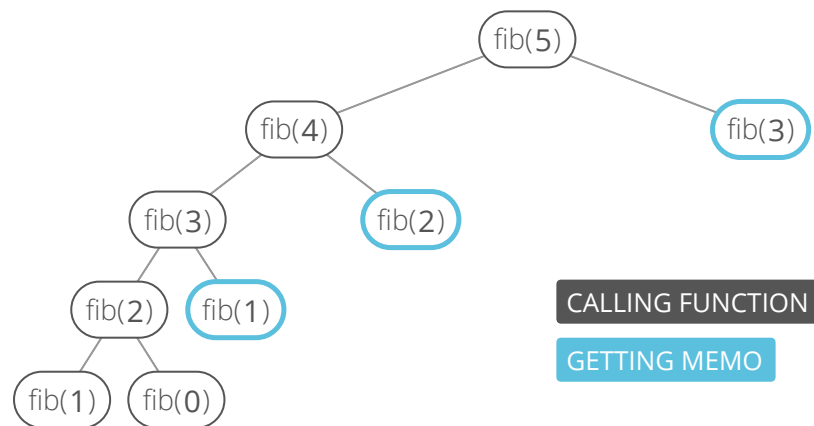 fib(5)
fib(4)
fib(3)
fib(3)
fib(2)
fib(2)
fib(1)
CALLING FUNCTION
GETTING MEMO
fib(1)
fib(0)